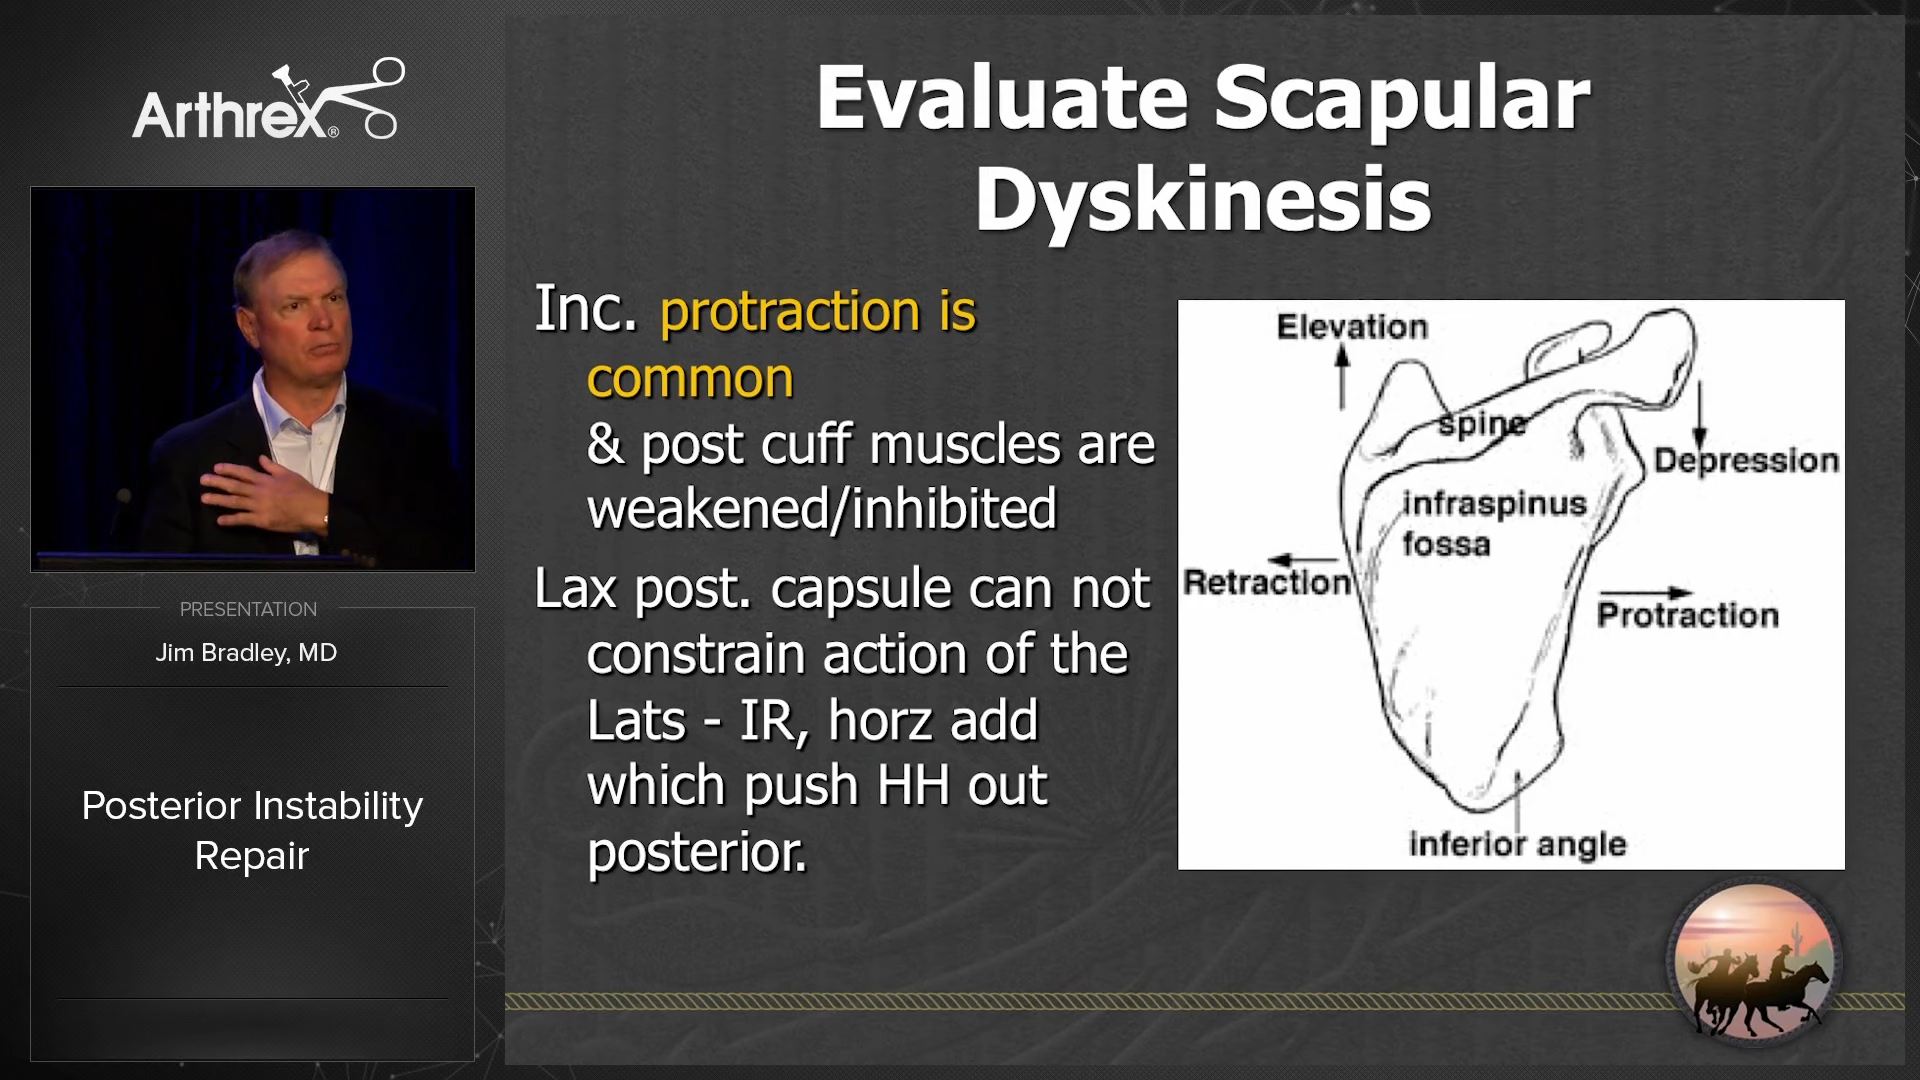 Arthrex®
PRESENTATION
Jim Bradley, MD
Posterior Instability
Repair
Evaluate Scapular
Dyskinesis
Inc. protraction is
common
& post cuff muscles are
weakened/inhibited
Lax post. capsule can not
constrain action of the
Lats - IR, horz add
which push HH out
posterior.
Elevation
spine
Depression
infraspinus
fossa
Retraction
Protraction
inferior angle